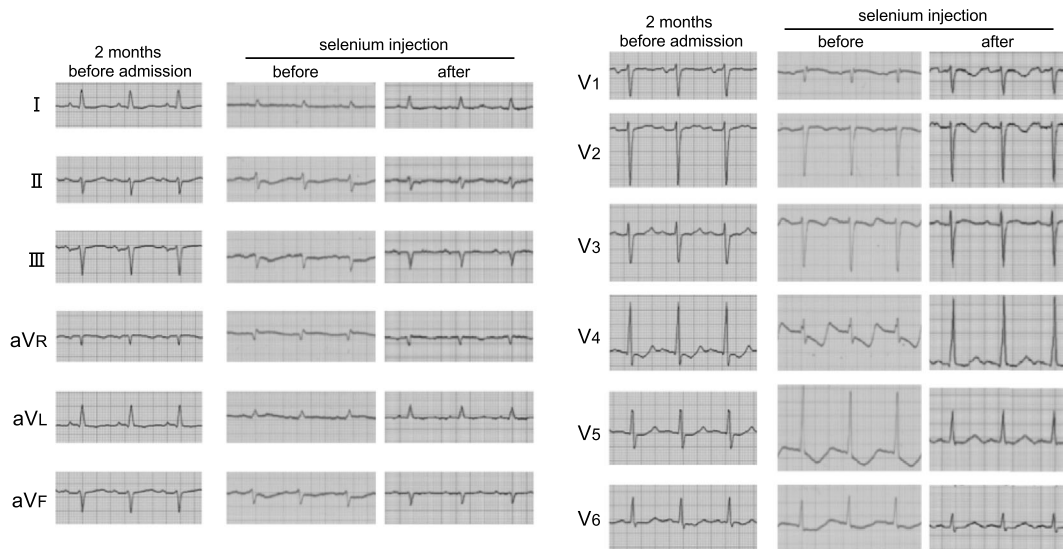 2 months
before admission
selenium injection
before
after
I
II
III
aVR
aVL
aVF
2 months
before admission
selenium injection
before
after
V1
V2
V3
V4
V5
V6